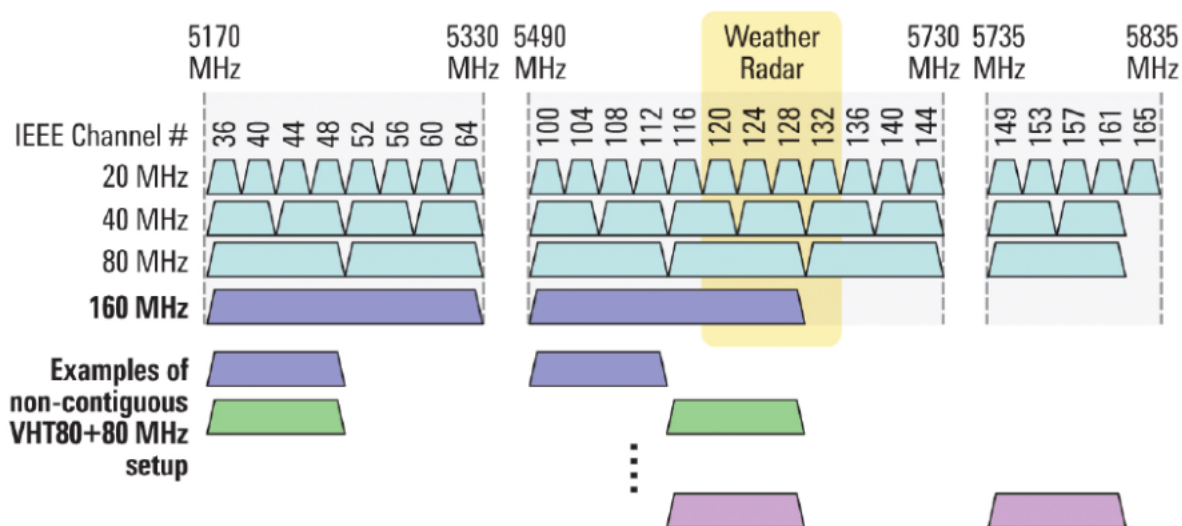 5170 MHz
5330 MHz
5490 MHz
Weather Radar
5730 MHz
5735 MHz
5835 MHz
IEEE Channel # 36 40 44 48 52 56 60 64 100 104 108 112 116 120 124 128 132 136 140 144 149 153 157 161 165
20 MHz
40 MHz
80 MHz
160 MHz
Examples of
non-contiguous
VHT80+80 MHz
setup